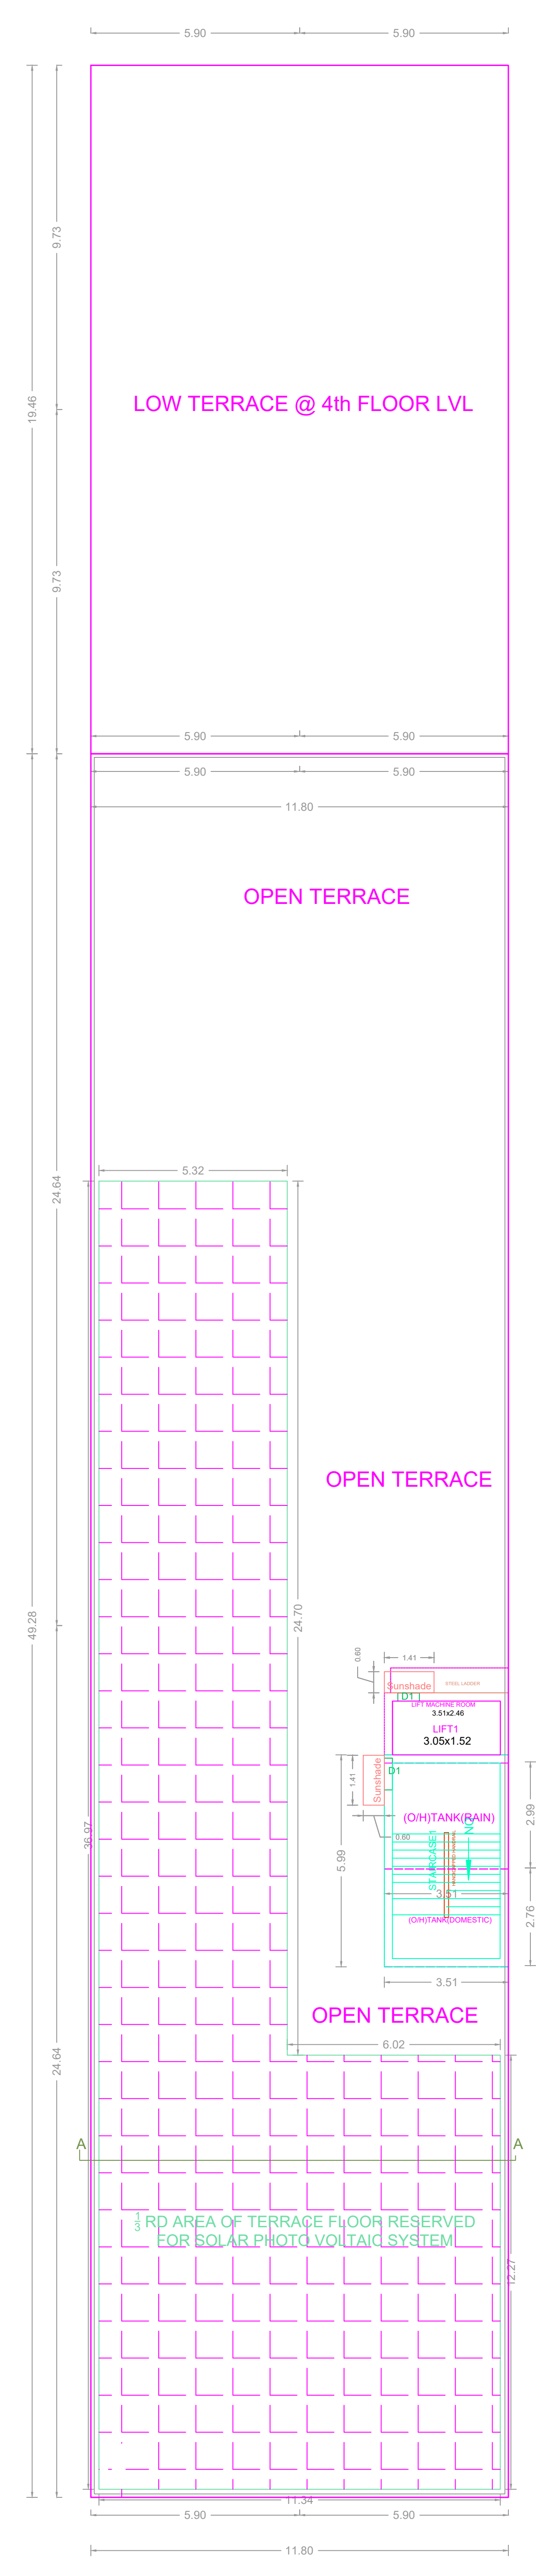 5.90 5.90
9.73
19.46
LOW TERRACE @ 4th FLOOR LVL
9.73
5.90 5.90
5.90 5.90
11.80
OPEN TERRACE
5.32
24.64
OPEN TERRACE
24.70
49.28
0.60
1.41
Sunshade
STEEL LADDER
D1
LIFT MACHINE ROOM
3.51x2.46
LIFT1
3.05x1.52
D1
Sunshade
1.41
0.60
(O/H)TANK(RAIN)
2.99
36.97
5.99
STAIRCASE1
3.51
2.76
(O/H)TANK(DOMESTIC)
3.51
OPEN TERRACE
6.02
24.64
A A
1/3 RD AREA OF TERRACE FLOOR RESERVED
FOR SOLAR PHOTO VOLTAIC SYSTEM
12.27
11.34
5.90 5.90
11.80